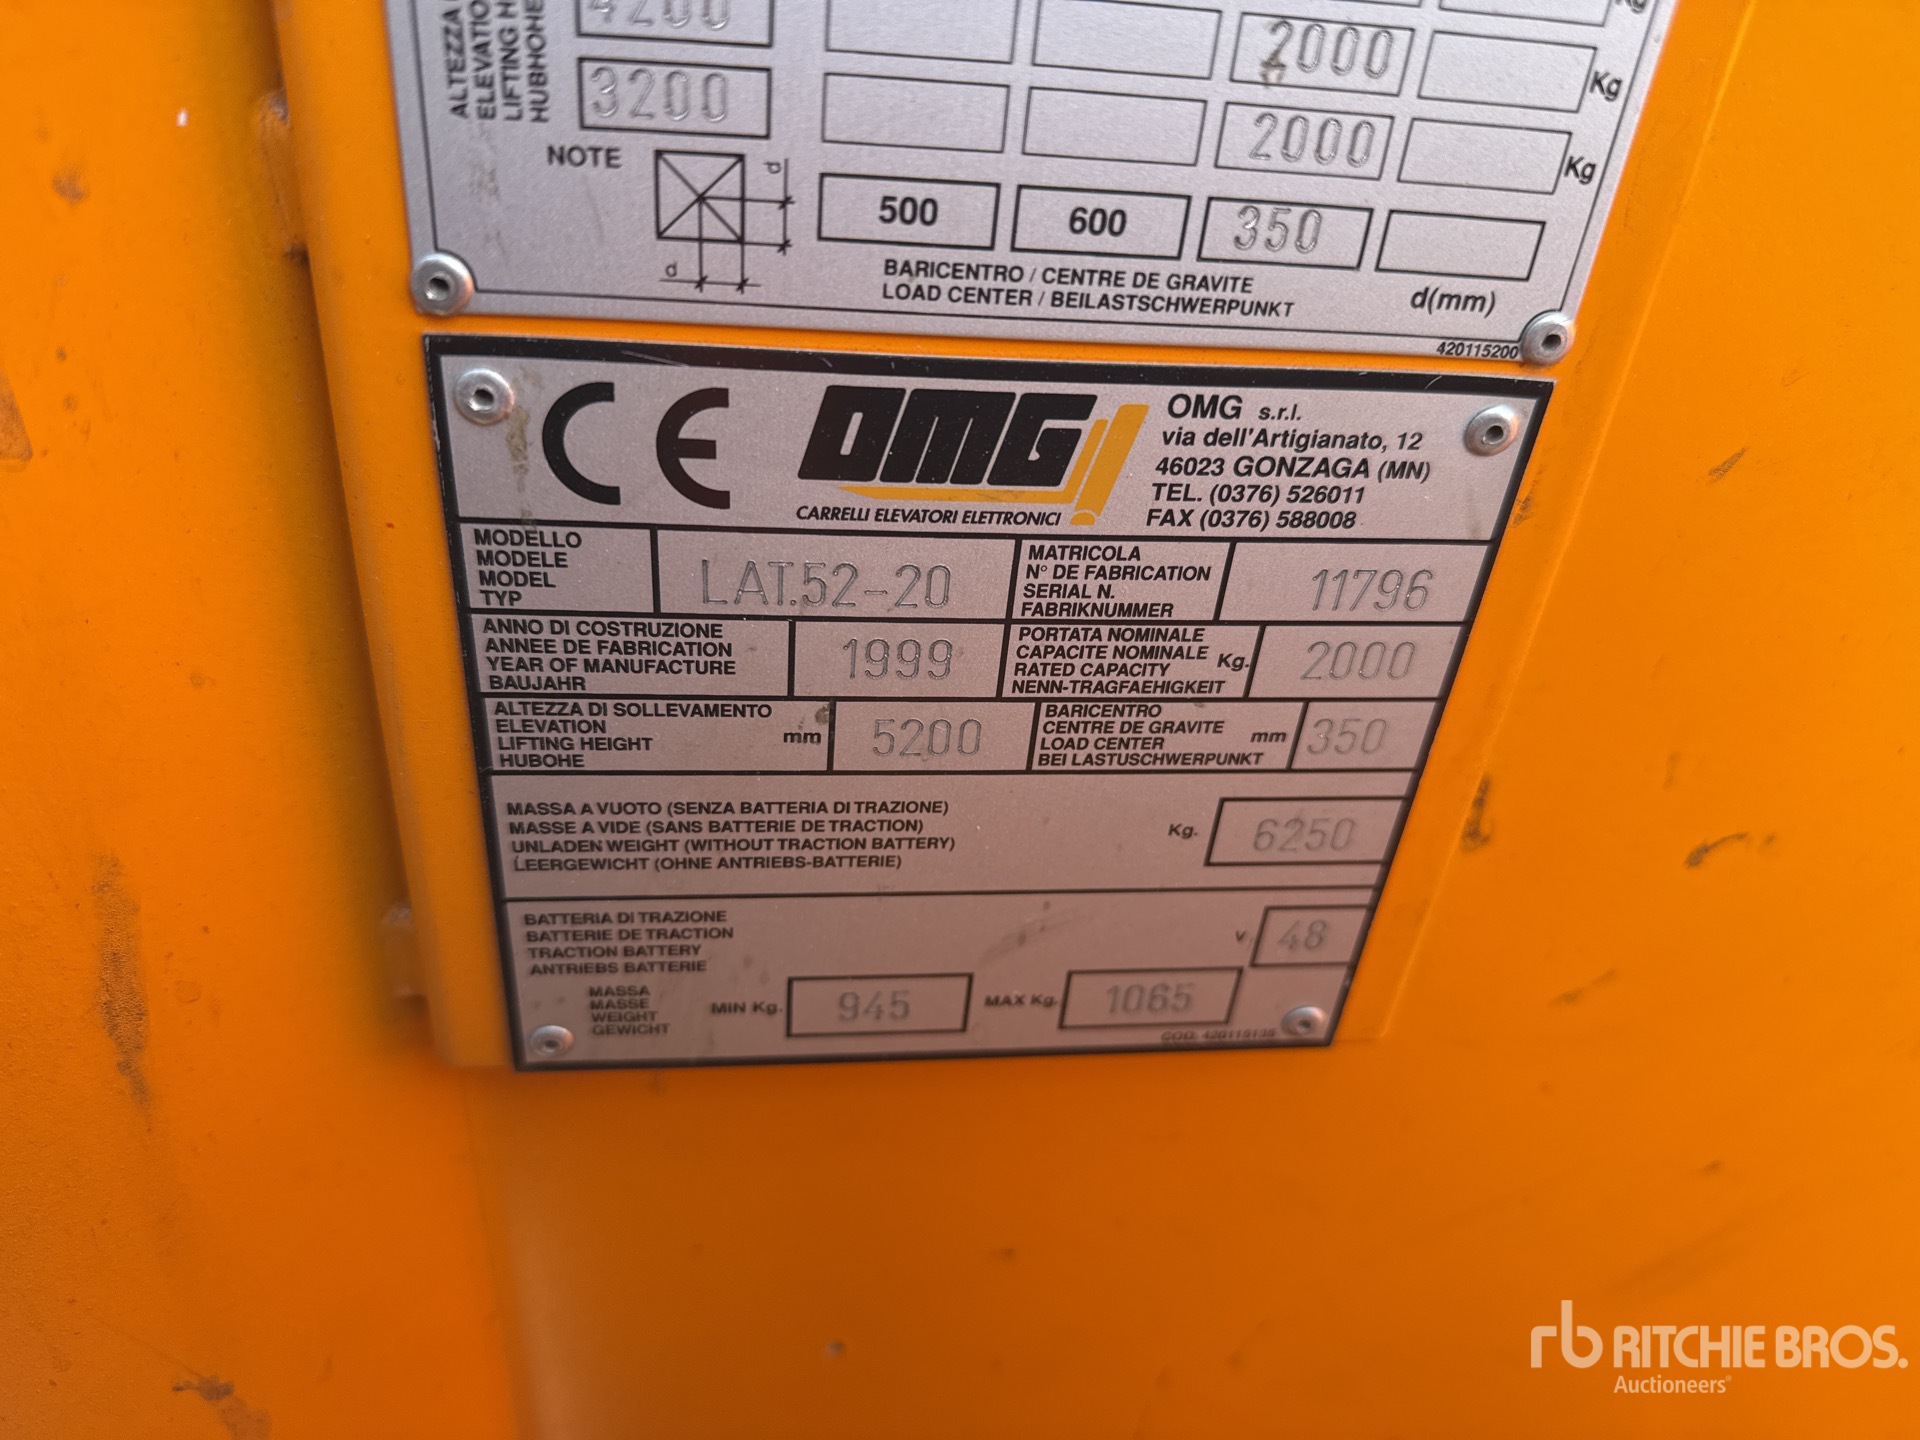 ALTEZZA
ELEVATIO
LIFTING H
HUBHOHE
4200
2000
Kg
3200
2000
Kg
NOTE
d
d
500
600
350
BARICENTRO / CENTRE DE GRAVITE
LOAD CENTER / BEILASTSCHWERPUNKT
d(mm)
420115200
CE
OMG
CARRELLI ELEVATORI ELETTRONICI
OMG s.r.l.
via dell'Artigianato, 12
46023 GONZAGA (MN)
TEL. (0376) 526011
FAX (0376) 588008
MODELLO
MODELE
MODEL
TYP
LAT.52-20
MATRICOLA
N° DE FABRICATION
SERIAL N.
FABRIKNUMMER
11796
ANNO DI COSTRUZIONE
ANNEE DE FABRICATION
YEAR OF MANUFACTURE
BAUJAHR
1999
PORTATA NOMINALE
CAPACITE NOMINALE
RATED CAPACITY
NENN-TRAGFAEHIGKEIT
Kg.
2000
ALTEZZA DI SOLLEVAMENTO
ELEVATION
LIFTING HEIGHT
HUBOHE
mm
5200
BARICENTRO
CENTRE DE GRAVITE
LOAD CENTER
BEI LASTUSCHWERPUNKT
mm
350
MASSA A VUOTO (SENZA BATTERIA DI TRAZIONE)
MASSE A VIDE (SANS BATTERIE DE TRACTION)
UNLADEN WEIGHT (WITHOUT TRACTION BATTERY)
LEERGEWICHT (OHNE ANTRIEBS-BATTERIE)
Kg.
6250
BATTERIA DI TRAZIONE
BATTERIE DE TRACTION
TRACTION BATTERY
ANTRIEBS BATTERIE
V
48
MASSA
MASSE
WEIGHT
GEWICHT
MIN Kg.
945
MAX Kg.
1065
rb RITCHIE BROS.
Auctioneers